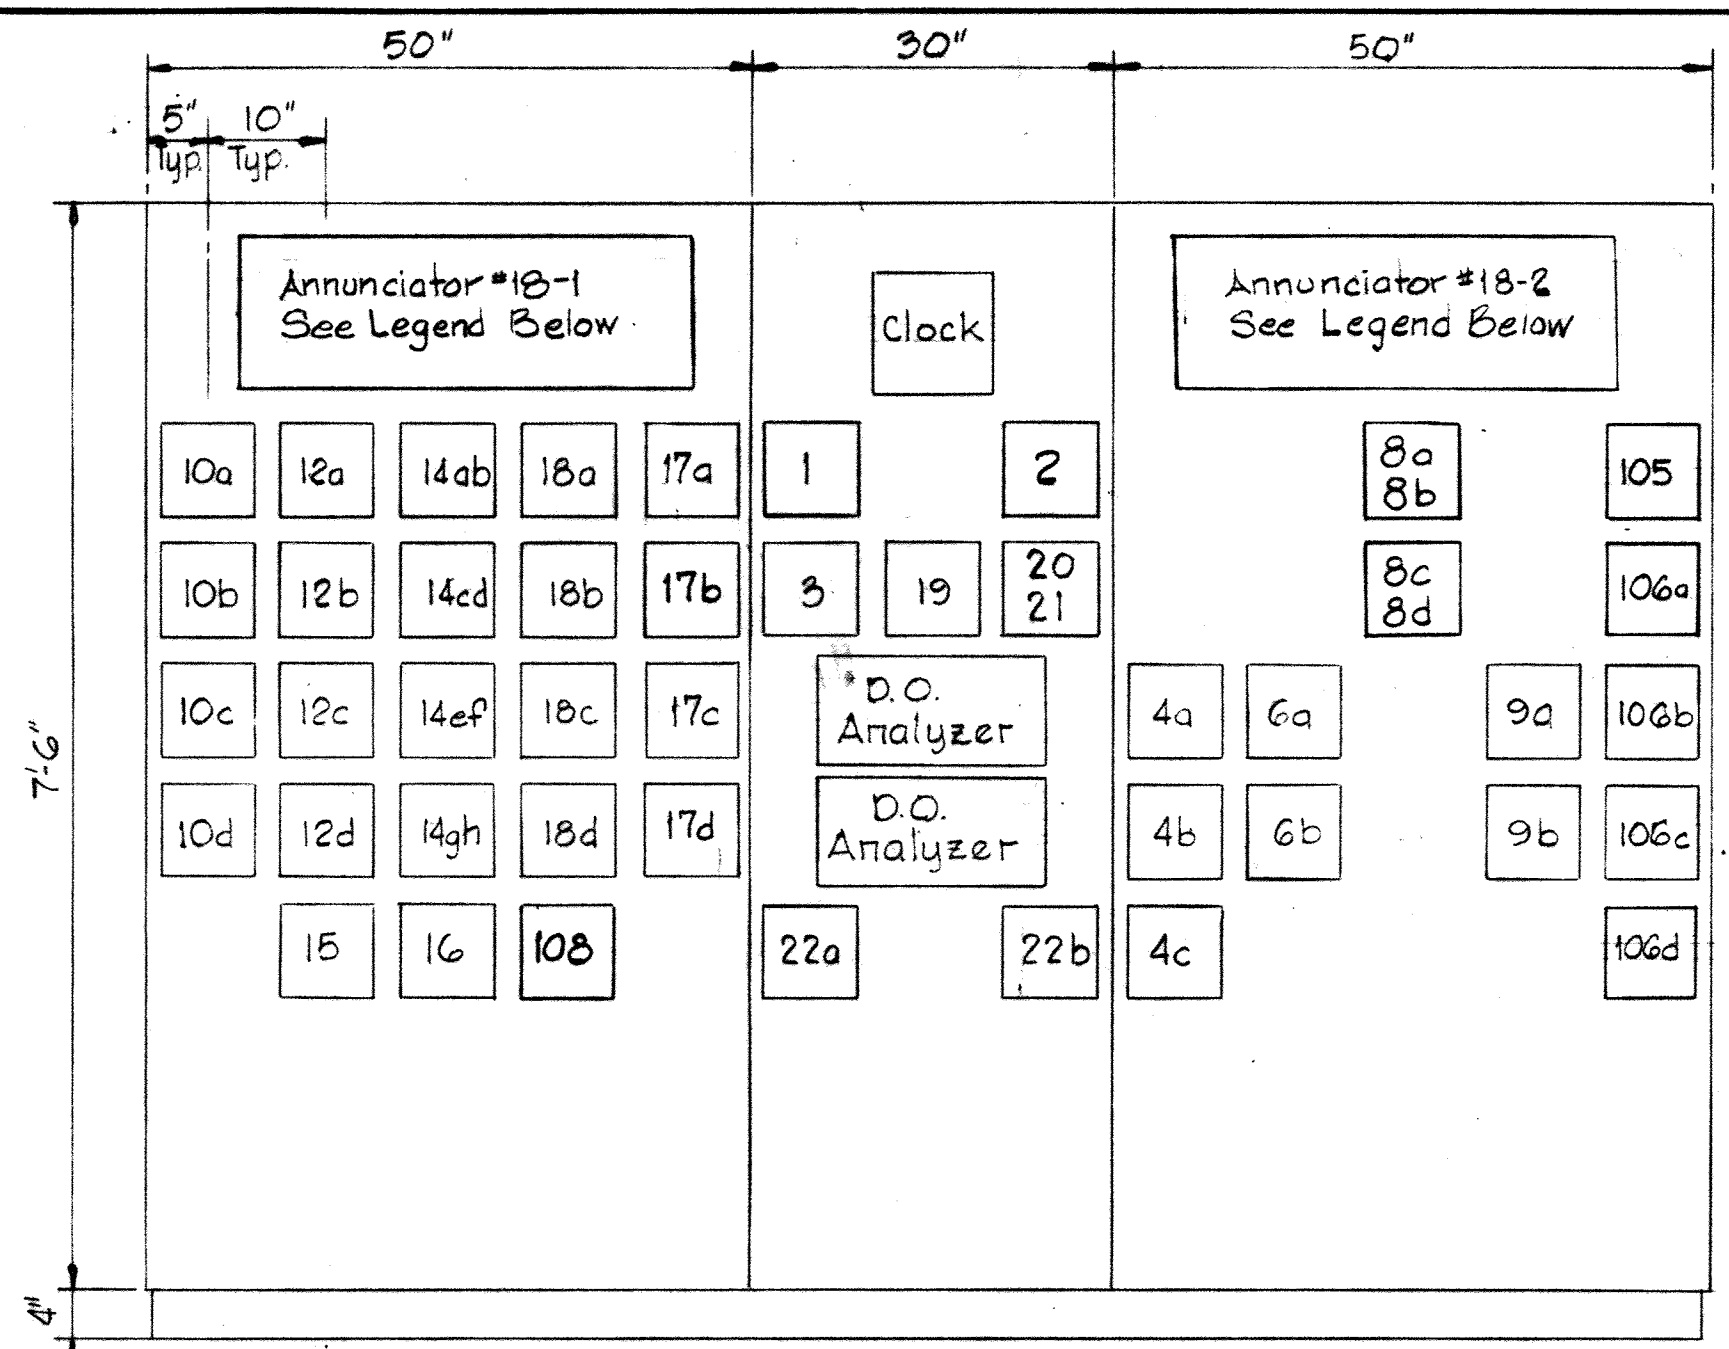 50" 30" 50"
5" 10"
Typ. Typ.
Annunciator #18-1
See Legend Below
Clock
Annunciator #18-2
See Legend Below
10a 12a 14ab 18a 17a 1 2 8a 105
8b
10b 12b 14cd 18b 17b 3 19 20 8c 106a
21 8d
10c 12c 14ef 18c 17c D.O. 4a 6a 9a 106b
Analyzer
10d 12d 14gh 18d 17d D.O. 4b 6b 9b 106c
Analyzer
15 16 108 22a 22b 4c 106d
7'-6"
4"